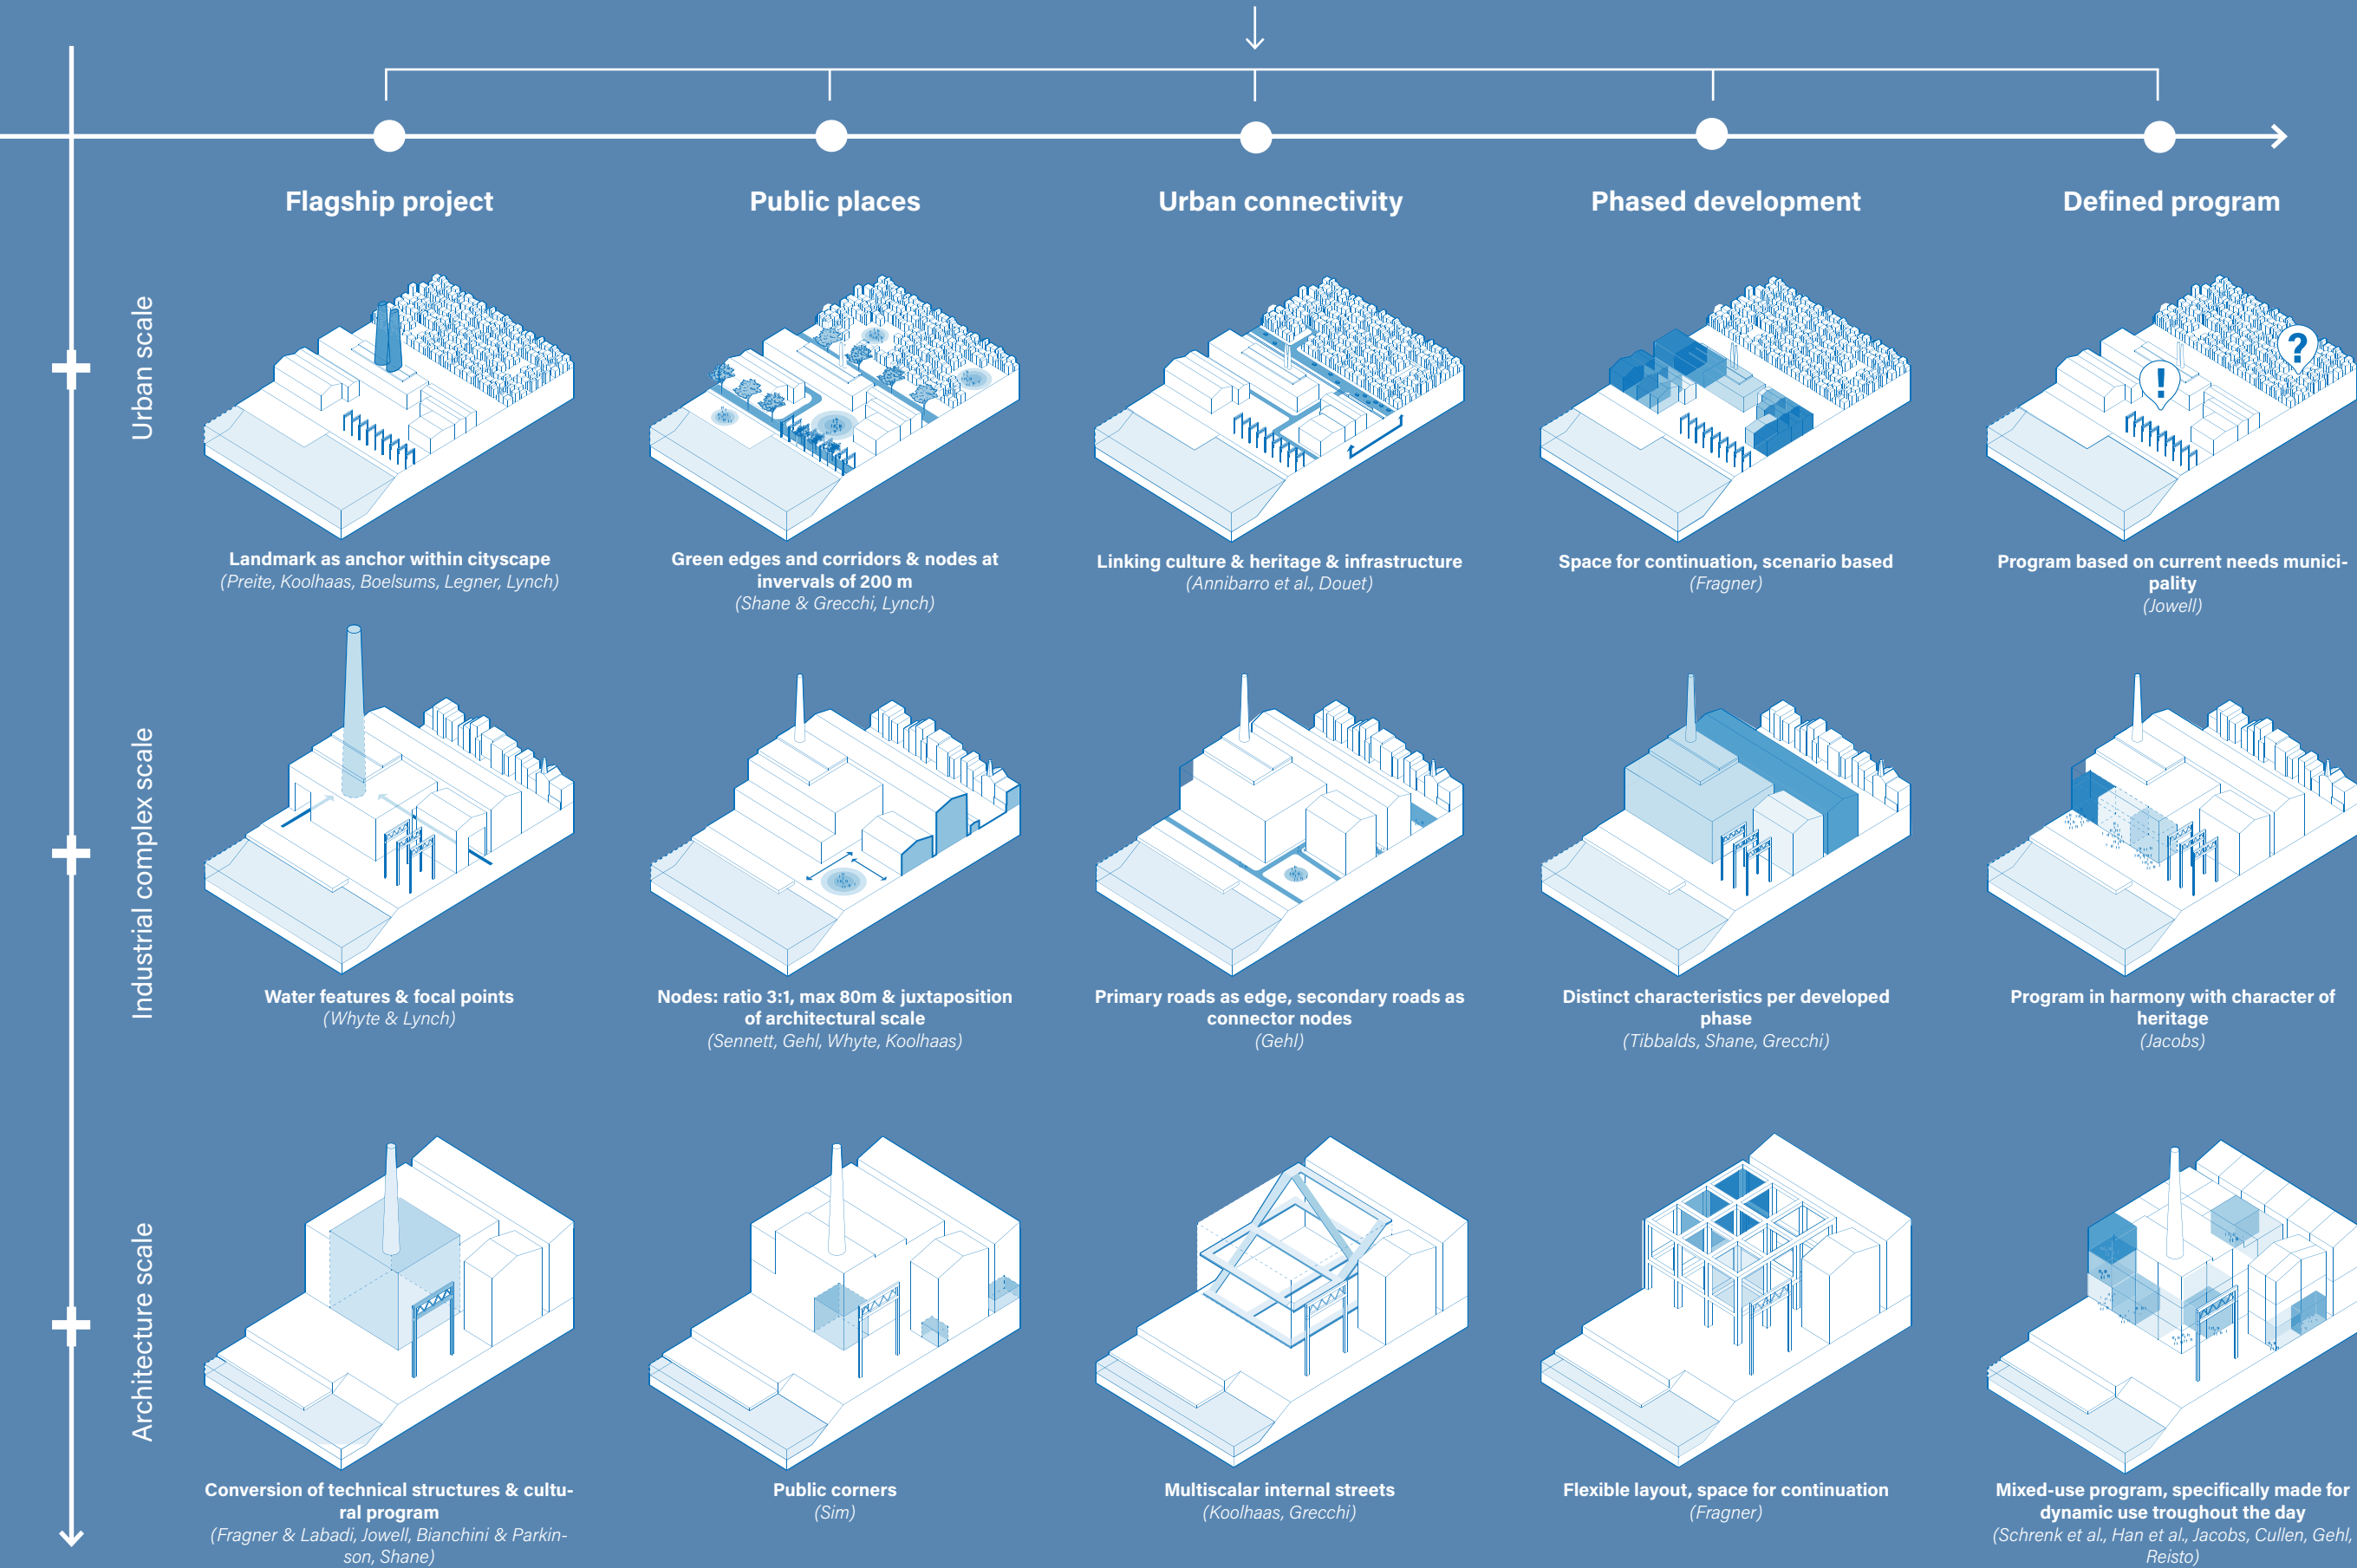 Flagship project
Public places
Urban connectivity
Phased development
Defined program
Urban scale
?
!
Landmark as anchor within cityscape
(Preite, Koolhaas, Boelsums, Legner, Lynch)
Green edges and corridors & nodes at
invervals of 200 m
(Shane & Grecchi, Lynch)
Linking culture & heritage & infrastructure
(Annibarro et al., Douet)
Space for continuation, scenario based
(Fragner)
Program based on current needs munici-
pality
(Jowell)
Industrial complex scale
Water features & focal points
(Whyte & Lynch)
Nodes: ratio 3:1, max 80m & juxtaposition
of architectural scale
(Sennett, Gehl, Whyte, Koolhaas)
Primary roads as edge, secondary roads as
connector nodes
(Gehl)
Distinct characteristics per developed
phase
(Tibbalds, Shane, Grecchi)
Program in harmony with character of
heritage
(Jacobs)
Architecture scale
Conversion of technical structures & cultu-
ral program
(Fragner & Labadi, Jowell, Bianchini & Parkin-
son, Shane)
Public corners
(Sim)
Multiscalar internal streets
(Koolhaas, Grecchi)
Flexible layout, space for continuation
(Fragner)
Mixed-use program, specifically made for
dynamic use troughout the day
(Schrenk et al., Han et al., Jacobs, Cullen, Gehl,
Reisto)